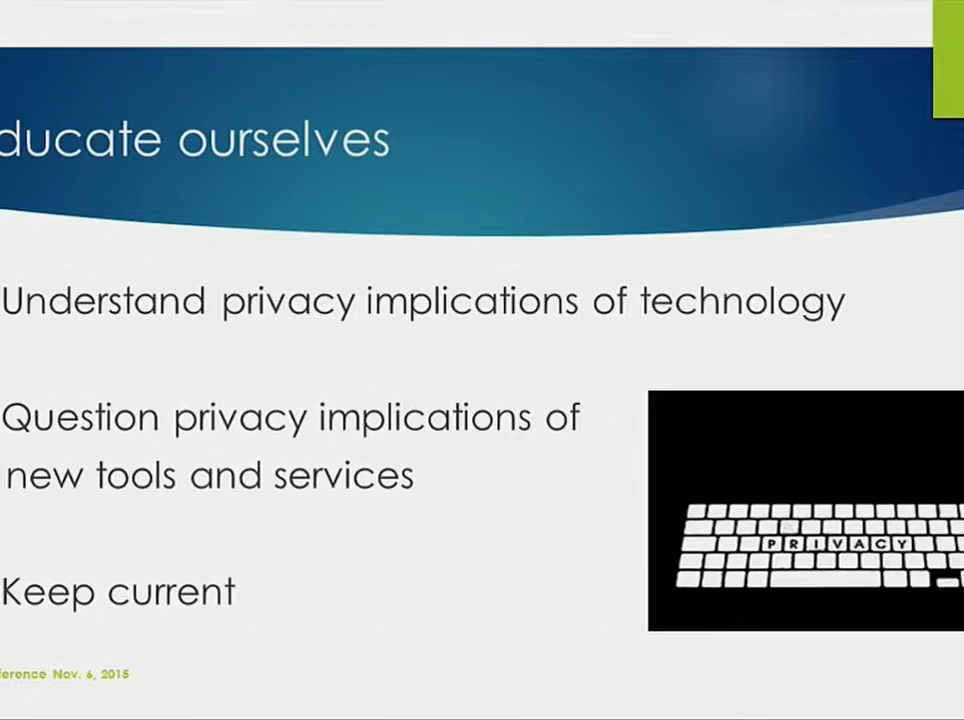 ducate ourselves
Understand privacy implications of technology
Question privacy implications of
new tools and services
PRIVACY
Keep current
ference Nov. 6, 2015